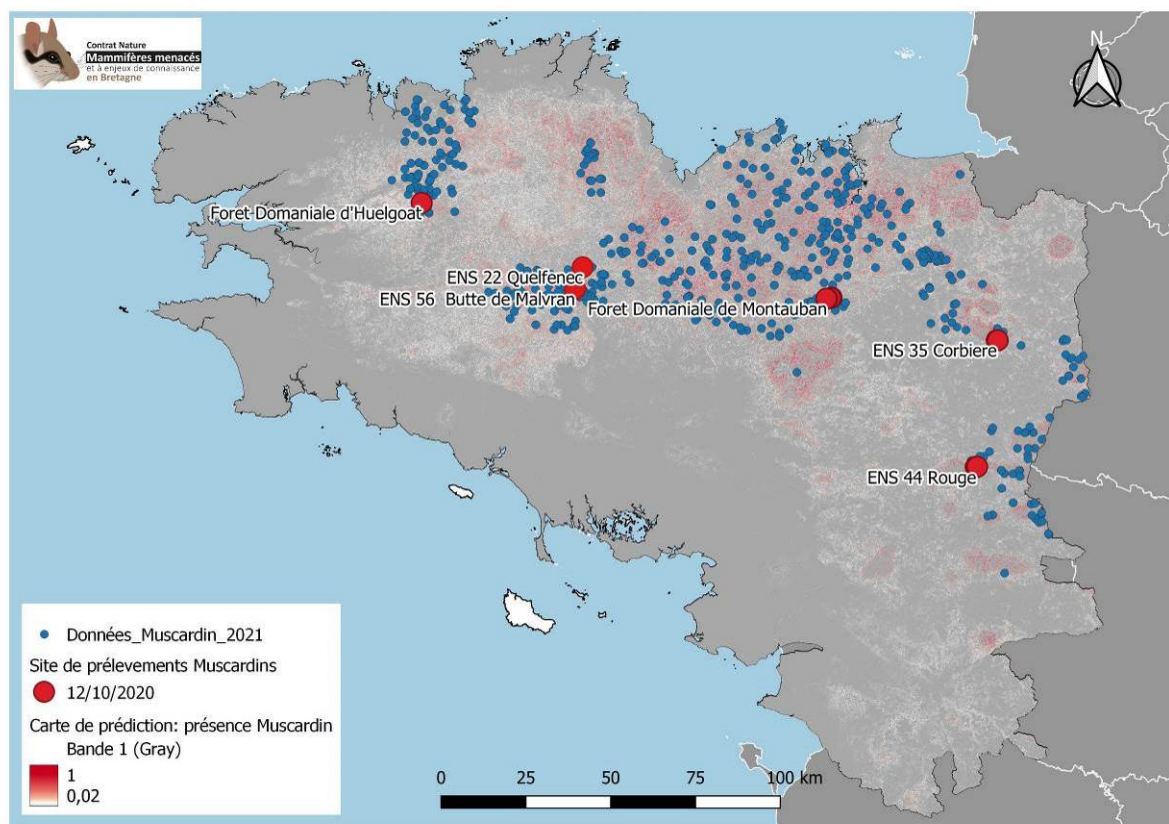 Contrat Nature
Mammifères menacés
et à enjeux de connaissance
en Bretagne
N
Foret Domaniale d'Huelgoat
ENS 22 Quelfenec
ENS 56 Butte de Malvran
Foret Domaniale de Montauban
ENS 35 Corbiere
ENS 44 Rouge
Données_Muscardin_2021
Site de prélevements Muscardins
12/10/2020
Carte de prédiction: présence Muscardin
Bande 1 (Gray)
1
0,02
0 25 50 75 100 km